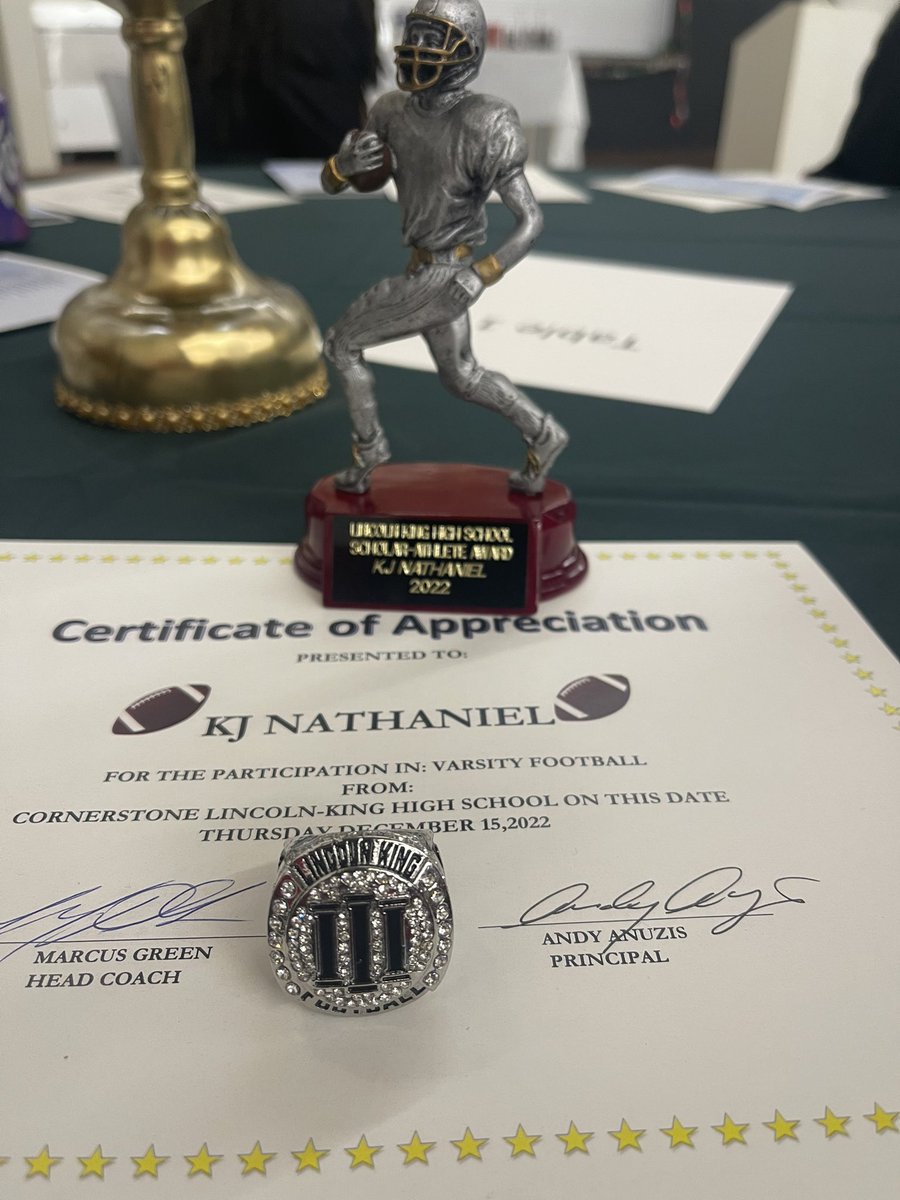 Table 1
LINCOLN-KING HIGH SCHOOL
SCHOLAR-ATHLETE AWARD
KJ NATHANIEL
2022
Certificate of Appreciation
PRESENTED TO:
KJ NATHANIEL
FOR THE PARTICIPATION IN: VARSITY FOOTBALL
FROM:
CORNERSTONE LINCOLN-KING HIGH SCHOOL ON THIS DATE
THURSDAY DECEMBER 15,2022
LINCOLN KING
FOOTBALL
MARCUS GREEN
HEAD COACH
ANDY ANUZIS
PRINCIPAL